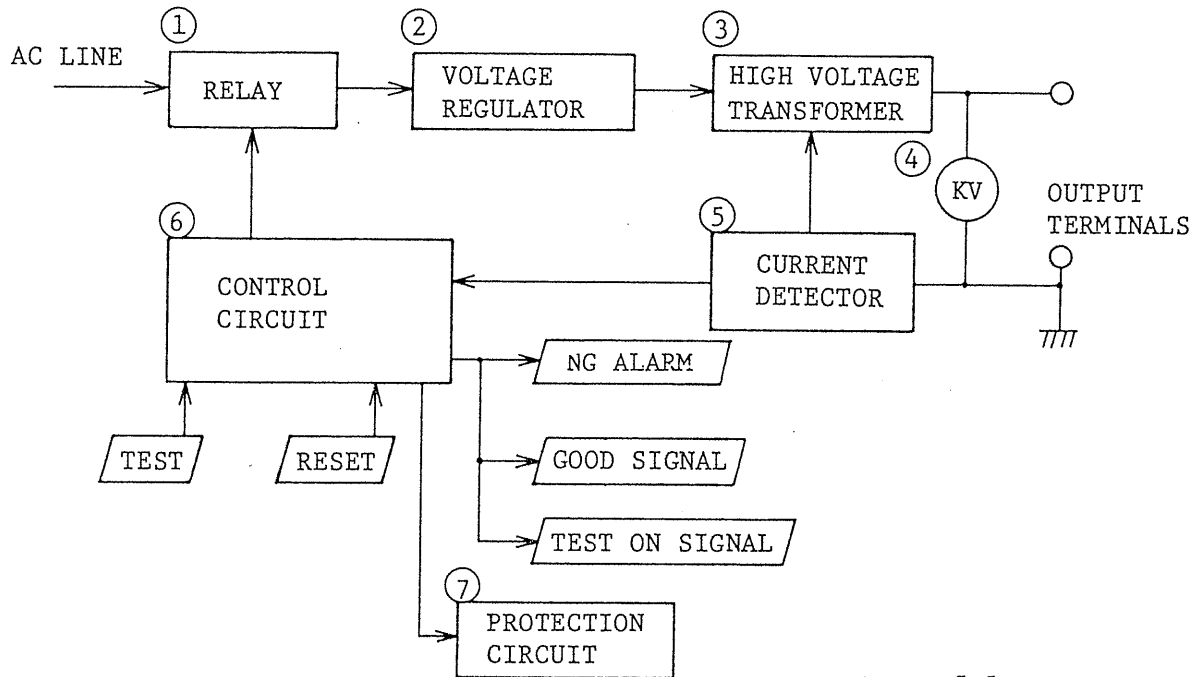 ①
②
③
AC LINE
RELAY
VOLTAGE
REGULATOR
HIGH VOLTAGE
TRANSFORMER
④
KV
OUTPUT
TERMINALS
⑤
⑥
CURRENT
DETECTOR
CONTROL
CIRCUIT
NG ALARM
TEST
RESET
GOOD SIGNAL
TEST ON SIGNAL
⑦
PROTECTION
CIRCUIT